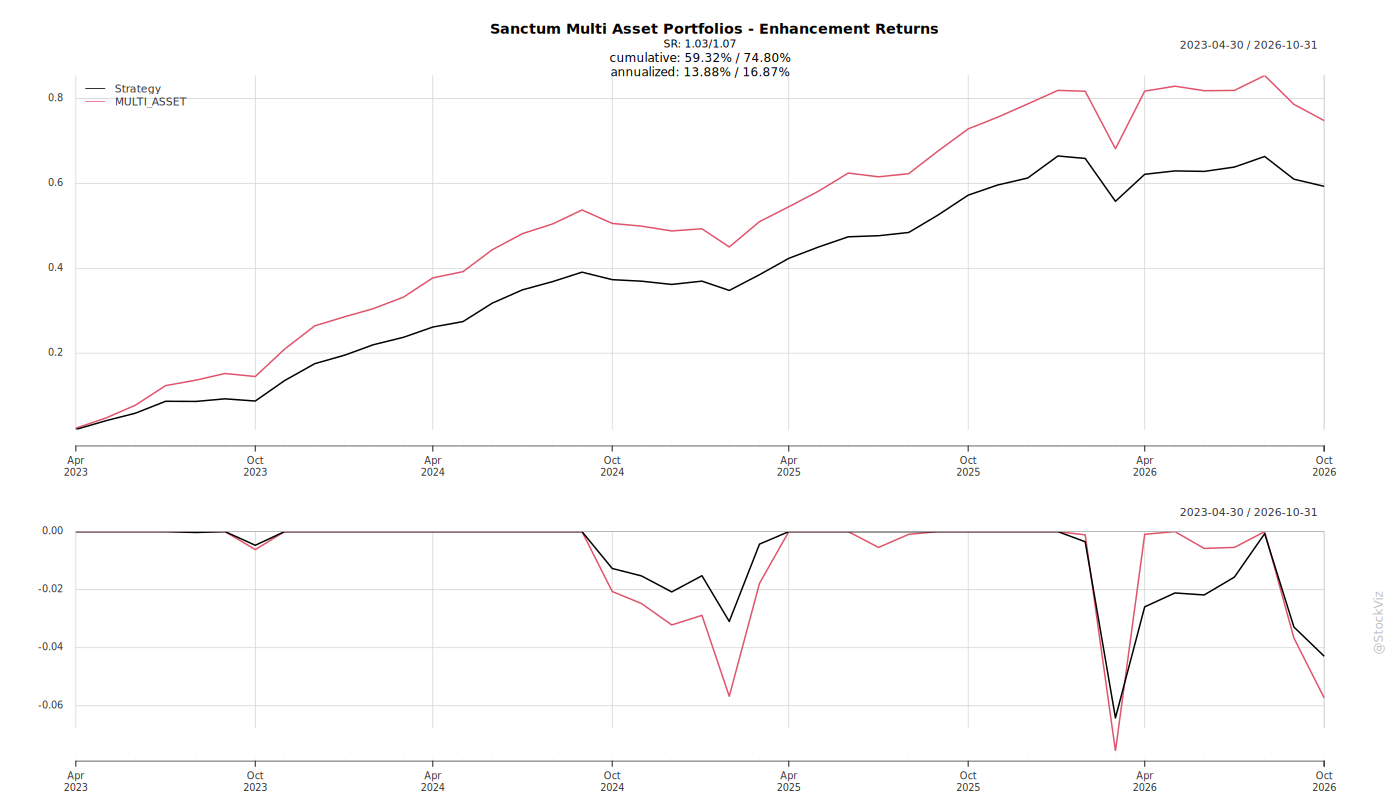 Sanctum Multi Asset Portfolios - Enhancement Returns
SR: 1.03/1.07
cumulative: 59.32% / 74.80%
annualized: 13.88% / 16.87%
2023-04-30 / 2026-10-31
Strategy
MULTI_ASSET
0.8
0.6
0.4
0.2
Apr Oct Apr Oct Apr Oct Apr Oct
2023 2023 2024 2024 2025 2025 2026 2026
2023-04-30 / 2026-10-31
0.00
-0.02
-0.04
-0.06
Apr Oct Apr Oct Apr Oct Apr Oct
2023 2023 2024 2024 2025 2025 2026 2026
@StockViz